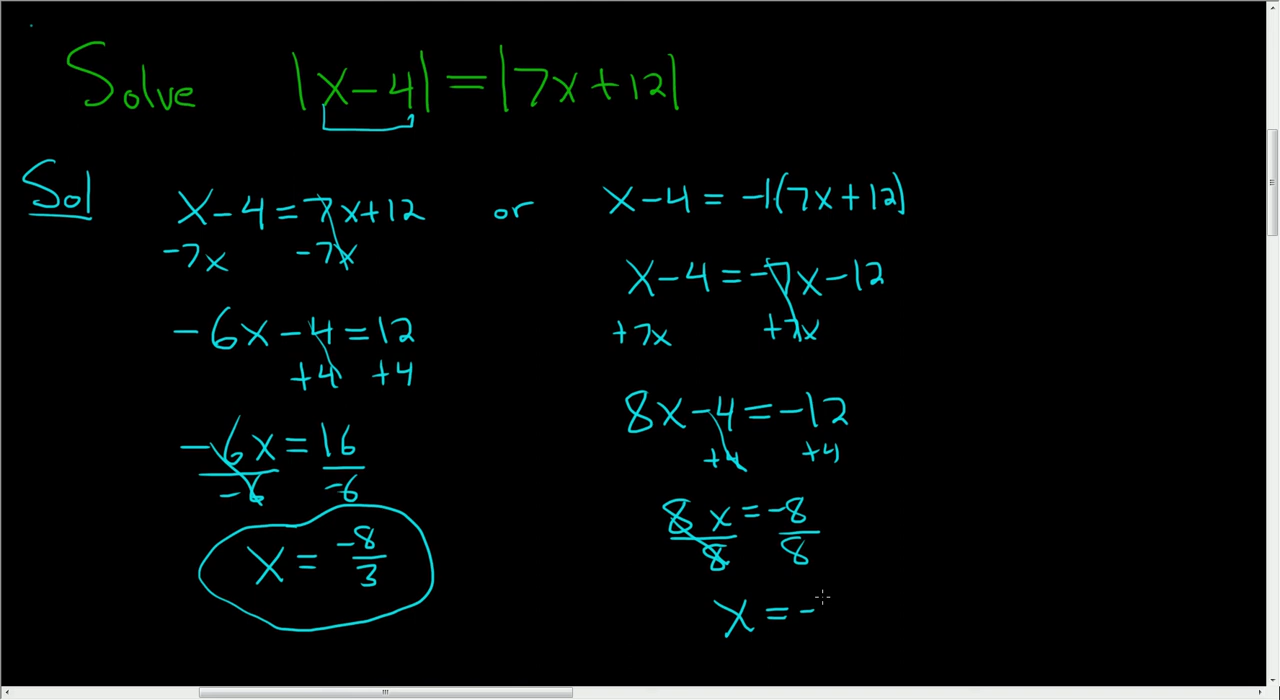 Solve |x-4|=|7x+12|
Sol
x-4=7x+12
-7x -7x
-6x-4=12
+4 +4
-6x=16
-6 -6
x=-8/3
or
x-4=-1(7x+12)
x-4=-7x-12
+7x +7x
8x-4=-12
+4 +4
8x=-8
8 8
x=-